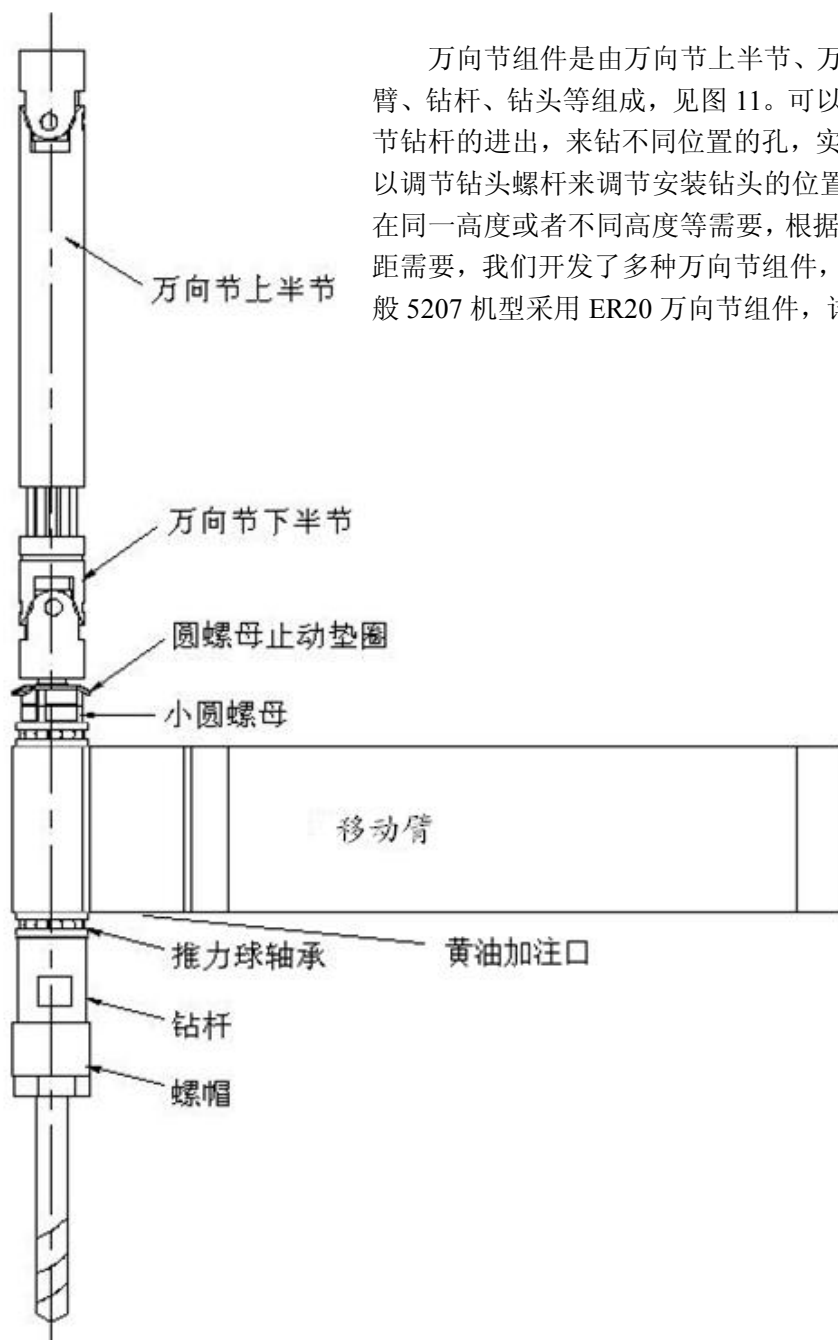 万向节组件是由万向节上半节、万
臂、钻杆、钻头等组成，见图 11。可以
节钻杆的进出，来钻不同位置的孔，实
以调节钻头螺杆来调节安装钻头的位置
在同一高度或者不同高度等需要，根据
距需要，我们开发了多种万向节组件，
般 5207 机型采用 ER20 万向节组件，
万向节上半节
万向节下半节
圆螺母止动垫圈
小圆螺母
移动臂
推力球轴承
黄油加注口
钻杆
螺帽